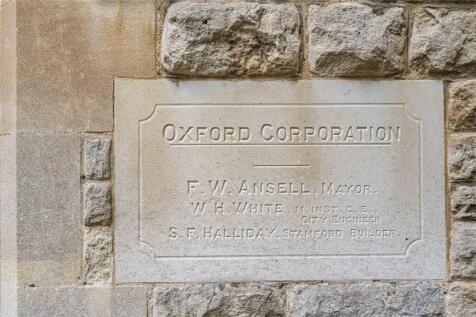 OXFORD CORPORATION
F. W. ANSELL. MAYOR.
W. H. WHITE. M. INST. C. E.,
CITY ENGINEER
S. F. HALLIDAY. STAMFORD BUILDER.